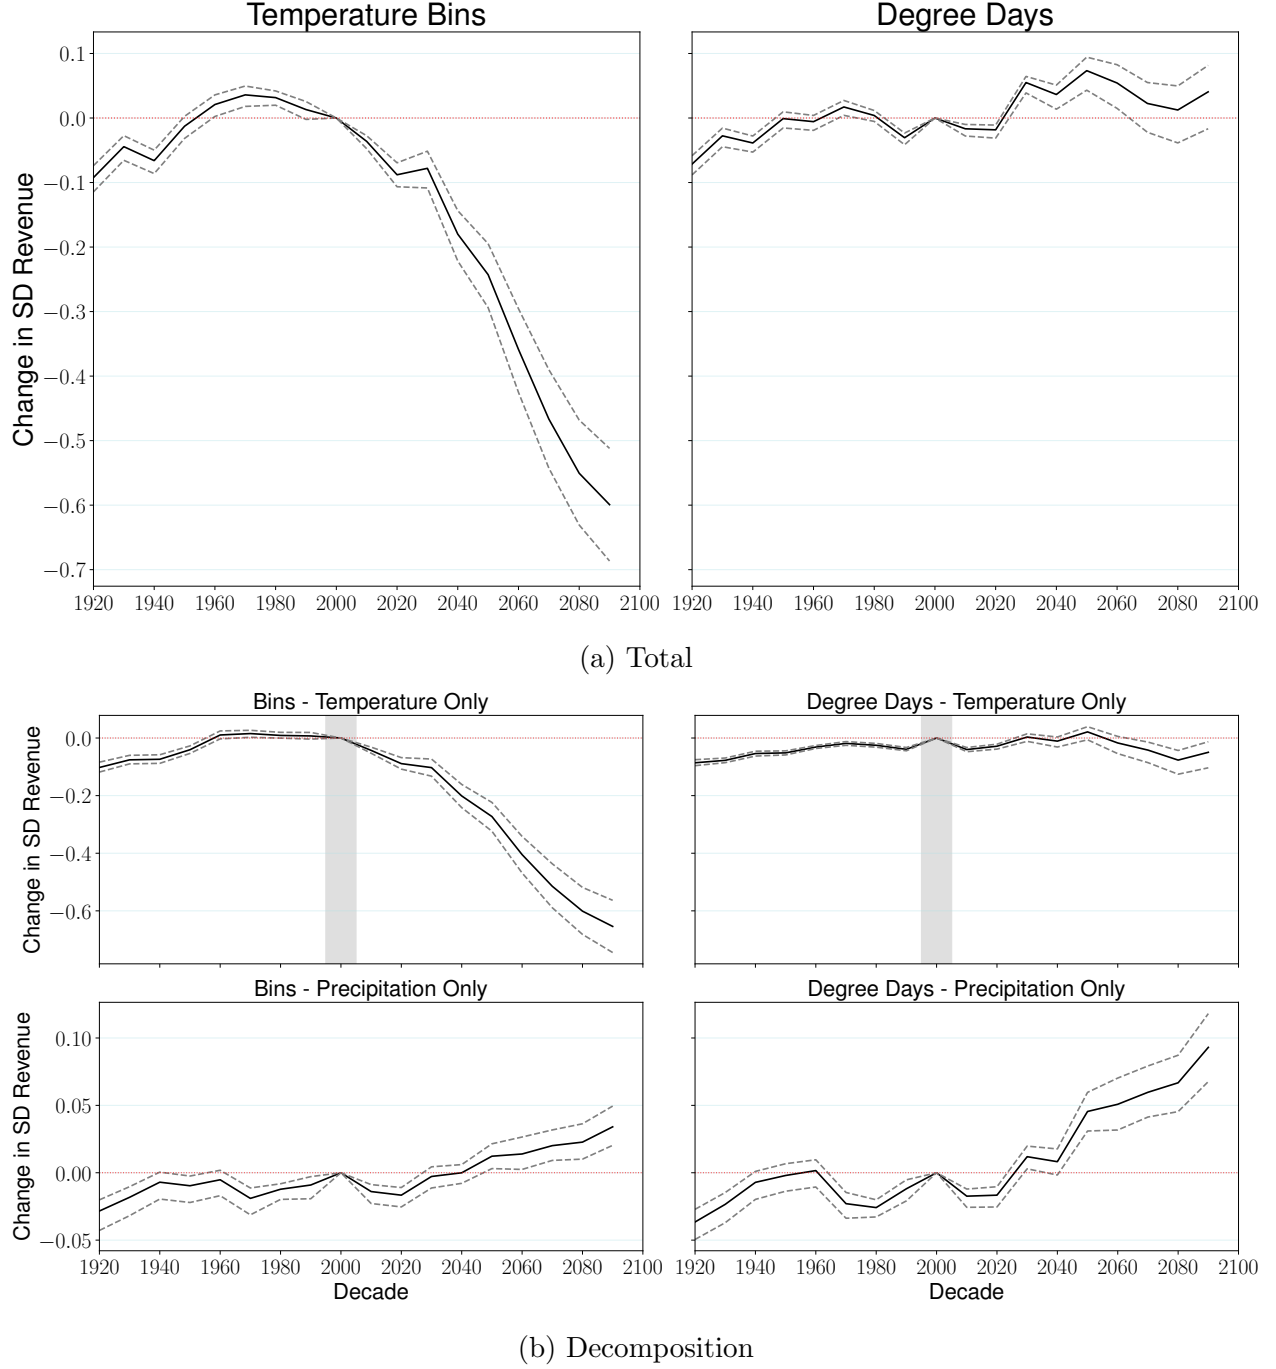 Temperature Bins
Degree Days
Change in SD Revenue
0.1
0.0
−0.1
−0.2
−0.3
−0.4
−0.5
−0.6
−0.7
1920 1940 1960 1980 2000 2020 2040 2060 2080 2100
1920 1940 1960 1980 2000 2020 2040 2060 2080 2100
(a) Total
Bins - Temperature Only
Degree Days - Temperature Only
Change in SD Revenue
0.0
−0.2
−0.4
−0.6
Bins - Precipitation Only
Degree Days - Precipitation Only
Change in SD Revenue
0.10
0.05
0.00
−0.05
1920 1940 1960 1980 2000 2020 2040 2060 2080 2100
1920 1940 1960 1980 2000 2020 2040 2060 2080 2100
Decade
Decade
(b) Decomposition